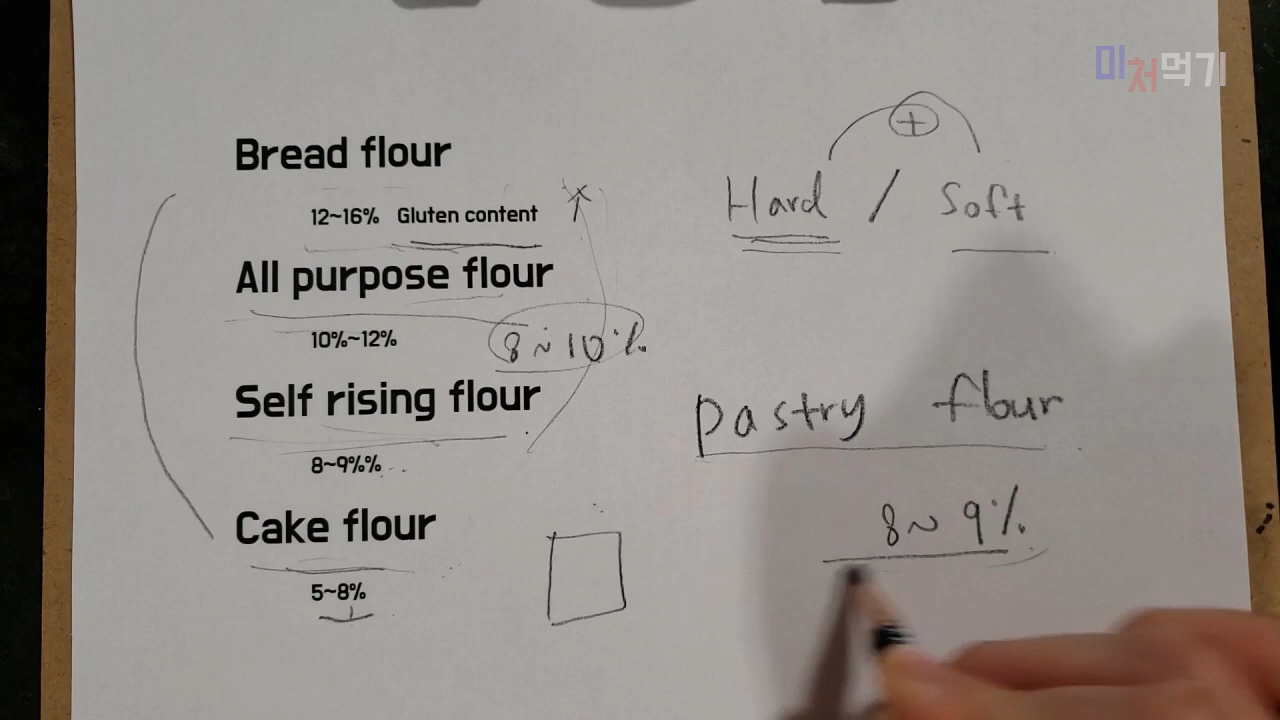 미쳐먹기
Bread flour
12~16% Gluten content
All purpose flour
10%~12%
8~10%
Self rising flour
8~9%%
Cake flour
5~8%
+
Hard / Soft
pastry flour
8~9%